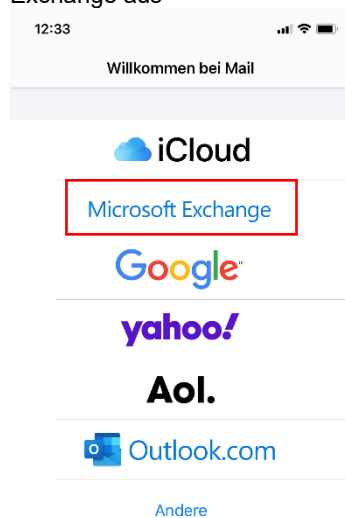 Exchange aus
12:33
Willkommen bei Mail
iCloud
Microsoft Exchange
Google
yahoo!
Aol.
Outlook.com
Andere